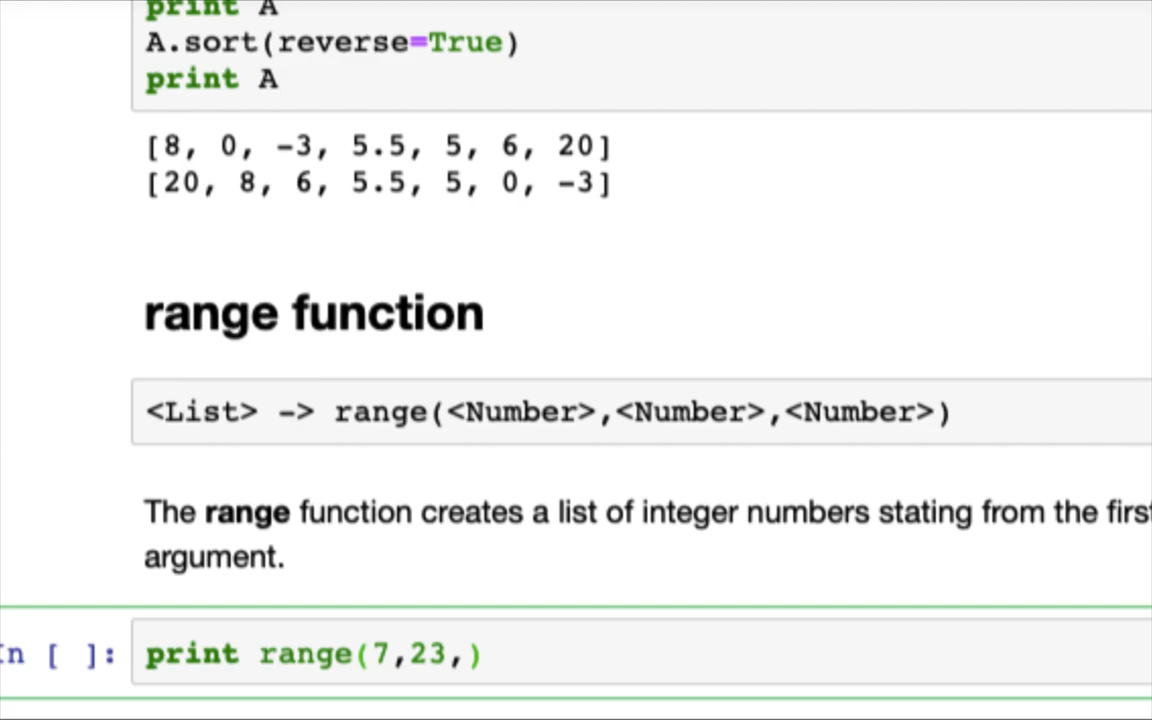 print A
A.sort(reverse=True)
print A
[8, 0, -3, 5.5, 5, 6, 20]
[20, 8, 6, 5.5, 5, 0, -3]
range function
<List> -> range(<Number>,<Number>,<Number>)
The range function creates a list of integer numbers stating from the first
argument.
In [ ]: print range(7,23,)